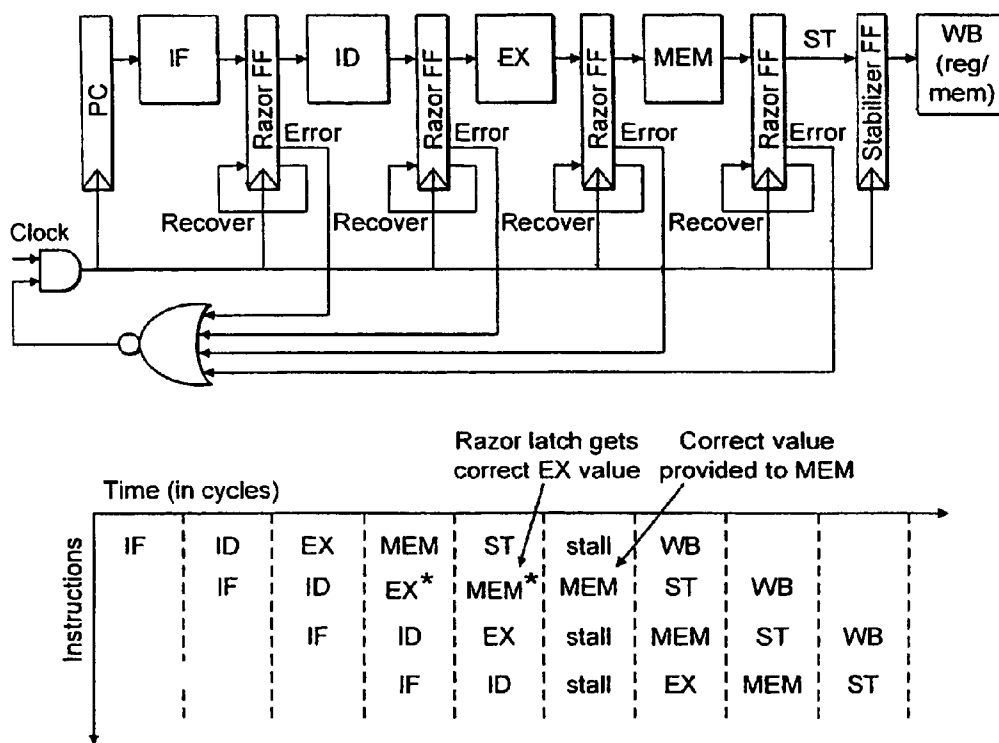 PC
IF
Razor FF
ID
Razor FF
EX
Razor FF
MEM
Razor FF
ST
Stabilizer FF
WB
(reg/
mem)
Error
Error
Error
Error
Recover
Recover
Recover
Recover
Clock
Razor latch gets
correct EX value
Correct value
provided to MEM
Time (in cycles)
Instructions
IF ID EX MEM ST stall WB
IF ID EX* MEM* MEM ST WB
IF ID EX stall MEM ST WB
IF ID stall EX MEM ST